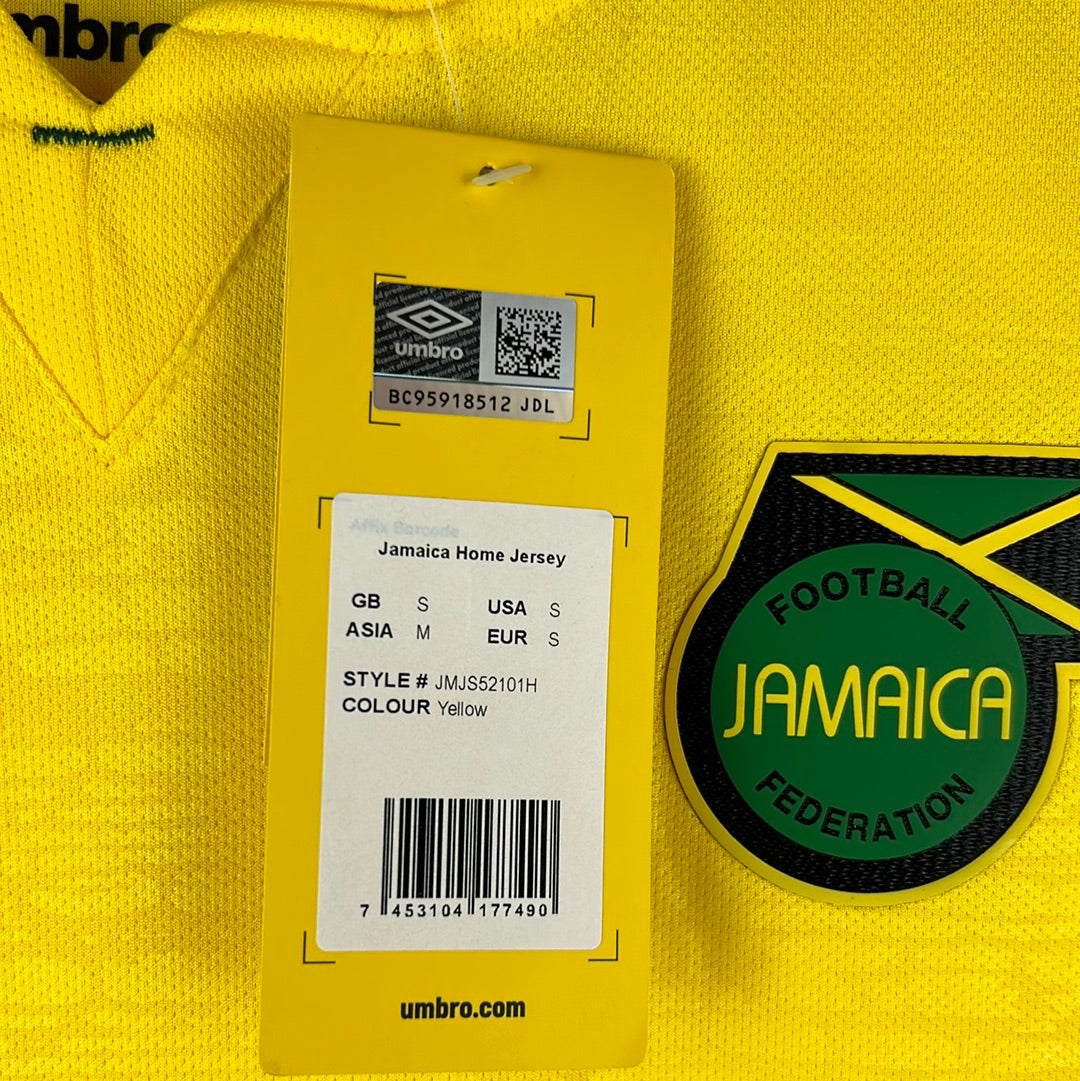 umbro
BC95918512 JDL
Affix Barcode
Jamaica Home Jersey
GB S USA S
ASIA M EUR S
STYLE # JMJS52101H
COLOUR Yellow
7 453104 177490
umbro.com
FOOTBALL
JAMAICA
FEDERATION